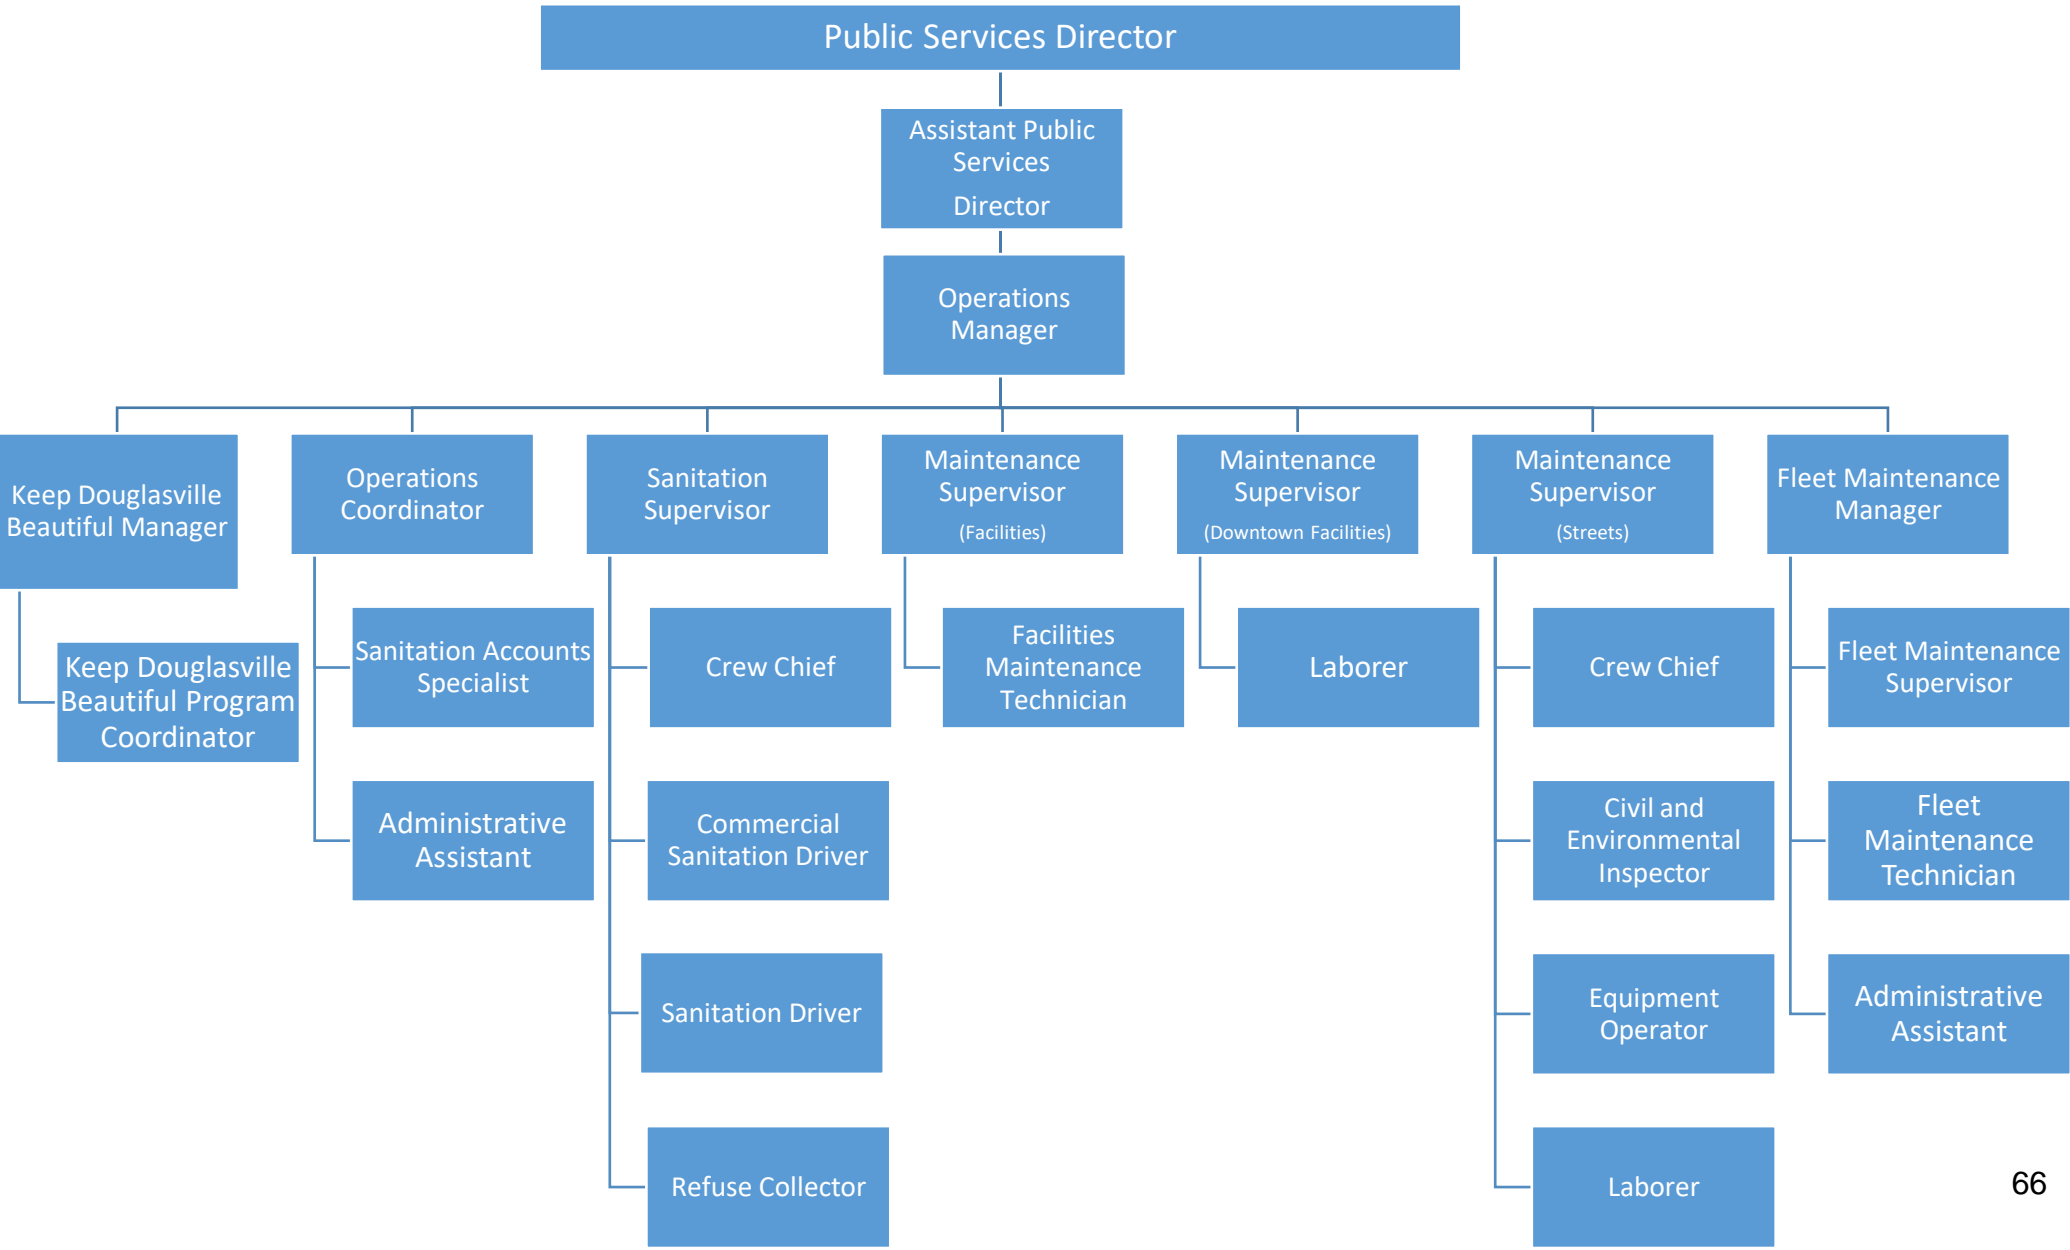 Public Services Director
Assistant Public
Services
Director
Operations
Manager
Keep Douglasville
Beautiful Manager
Keep Douglasville
Beautiful Program
Coordinator
Operations
Coordinator
Sanitation Accounts
Specialist
Administrative
Assistant
Sanitation
Supervisor
Crew Chief
Commercial
Sanitation Driver
Sanitation Driver
Refuse Collector
Maintenance
Supervisor
(Facilities)
Facilities
Maintenance
Technician
Maintenance
Supervisor
(Downtown Facilities)
Laborer
Maintenance
Supervisor
(Streets)
Crew Chief
Civil and
Environmental
Inspector
Equipment
Operator
Laborer
Fleet Maintenance
Manager
Fleet Maintenance
Supervisor
Fleet
Maintenance
Technician
Administrative
Assistant
66